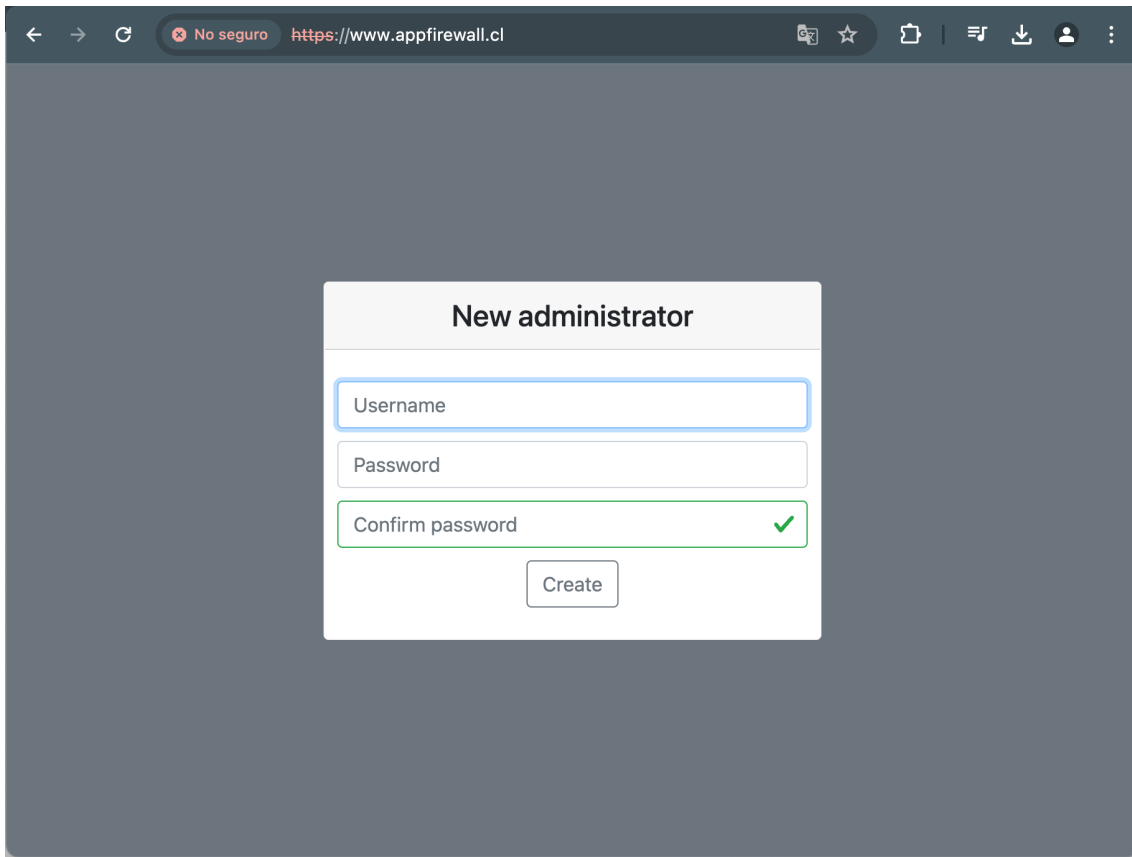 No seguro https://www.appfirewall.cl
New administrator
Username
Password
Confirm password
Create